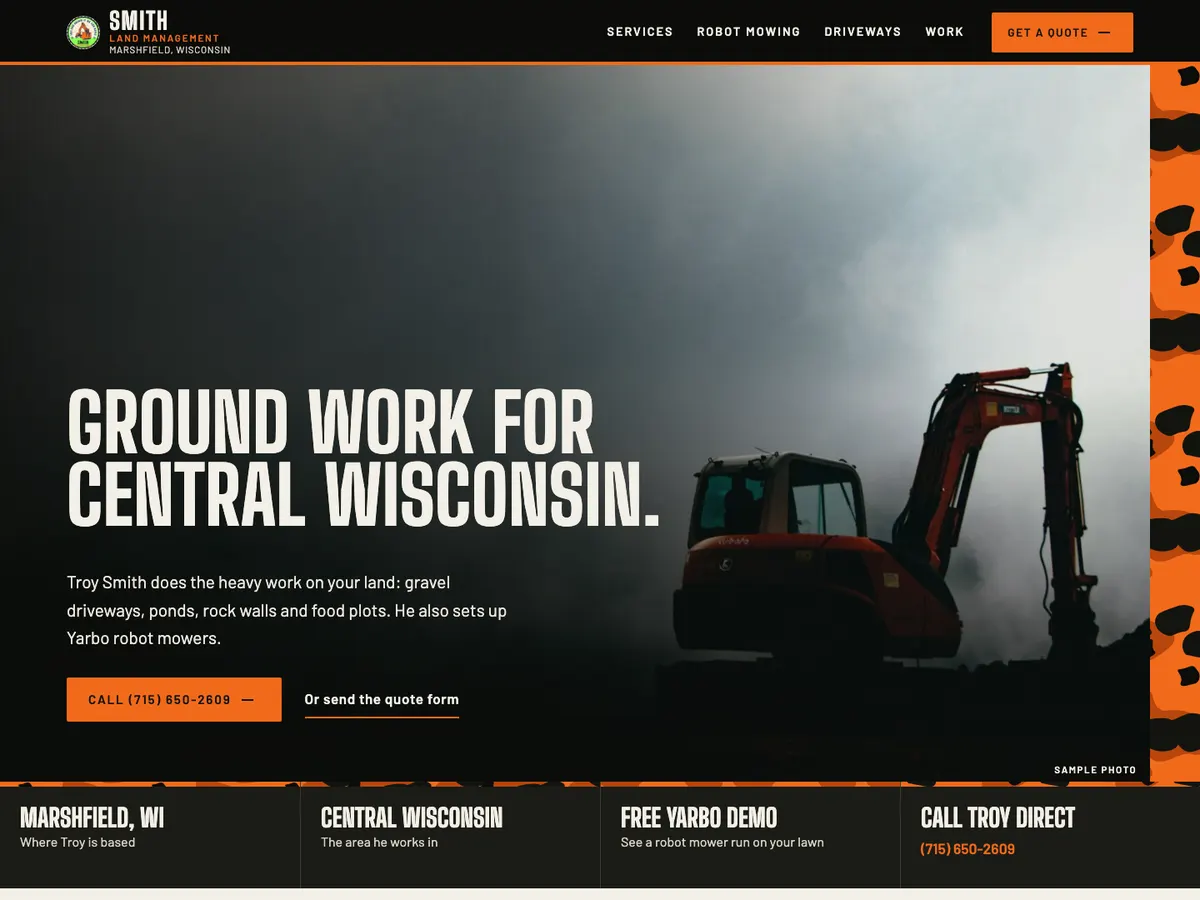 SMITH
LAND MANAGEMENT
MARSHFIELD, WISCONSIN
SERVICES
ROBOT MOWING
DRIVEWAYS
WORK
GET A QUOTE —
GROUND WORK FOR
CENTRAL WISCONSIN.
Troy Smith does the heavy work on your land: gravel
driveways, ponds, rock walls and food plots. He also sets up
Yarbo robot mowers.
CALL (715) 650-2609 —
Or send the quote form
SAMPLE PHOTO
MARSHFIELD, WI
Where Troy is based
CENTRAL WISCONSIN
The area he works in
FREE YARBO DEMO
See a robot mower run on your lawn
CALL TROY DIRECT
(715) 650-2609